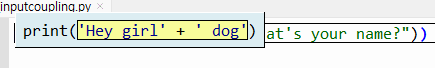 inputcoupling.py ×
print('Hey girl' + ' dog')
at's your name?"))